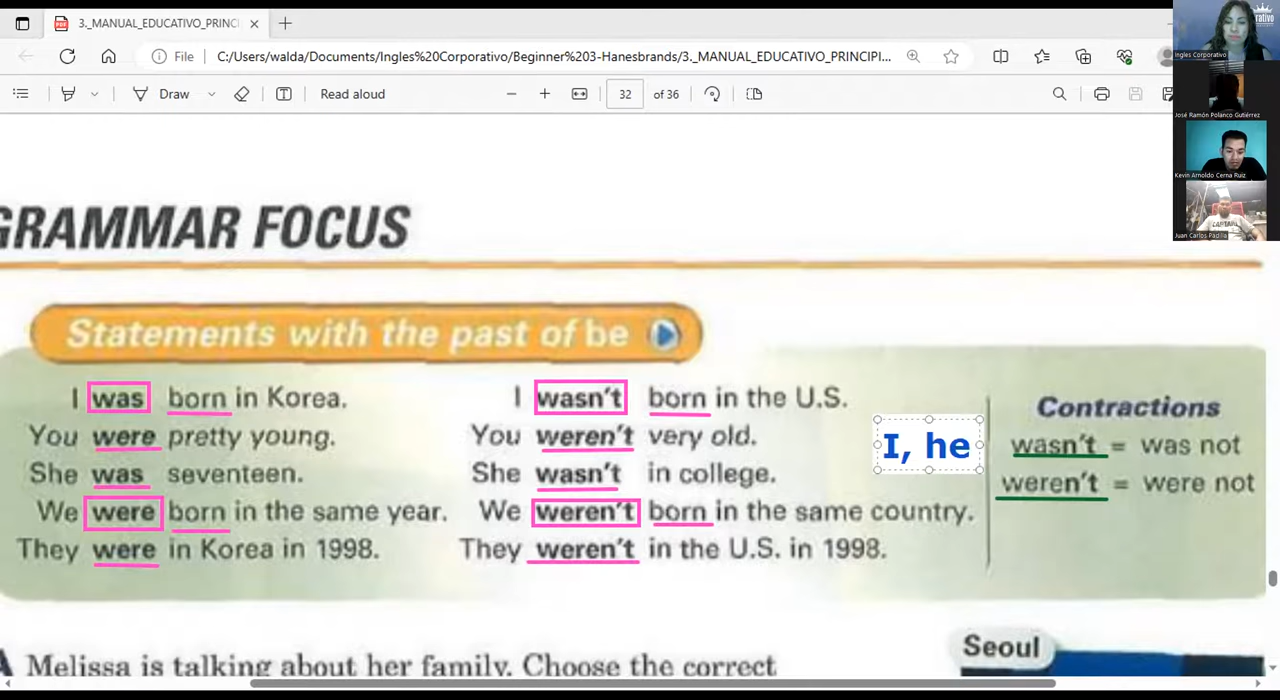 3._MANUAL_EDUCATIVO_PRINCI
File C:/Users/walda/Documents/Ingles%20Corporativo/Beginner%203-Hanesbrands/3._MANUAL_EDUCATIVO_PRINCIPI...
Draw Read aloud 32 of 36
Ingles Corporativo
José Ramón Polanco Gutiérrez
Kevin Arnoldo Cerna Ruiz
Juan Carlos Padilla
GRAMMAR FOCUS
Statements with the past of be
I was born in Korea. I wasn't born in the U.S.
You were pretty young. You weren't very old.
She was seventeen. She wasn't in college.
We were born in the same year. We weren't born in the same country.
They were in Korea in 1998. They weren't in the U.S. in 1998.
I, he
Contractions
wasn't = was not
weren't = were not
A Melissa is talking about her family. Choose the correct
Seoul